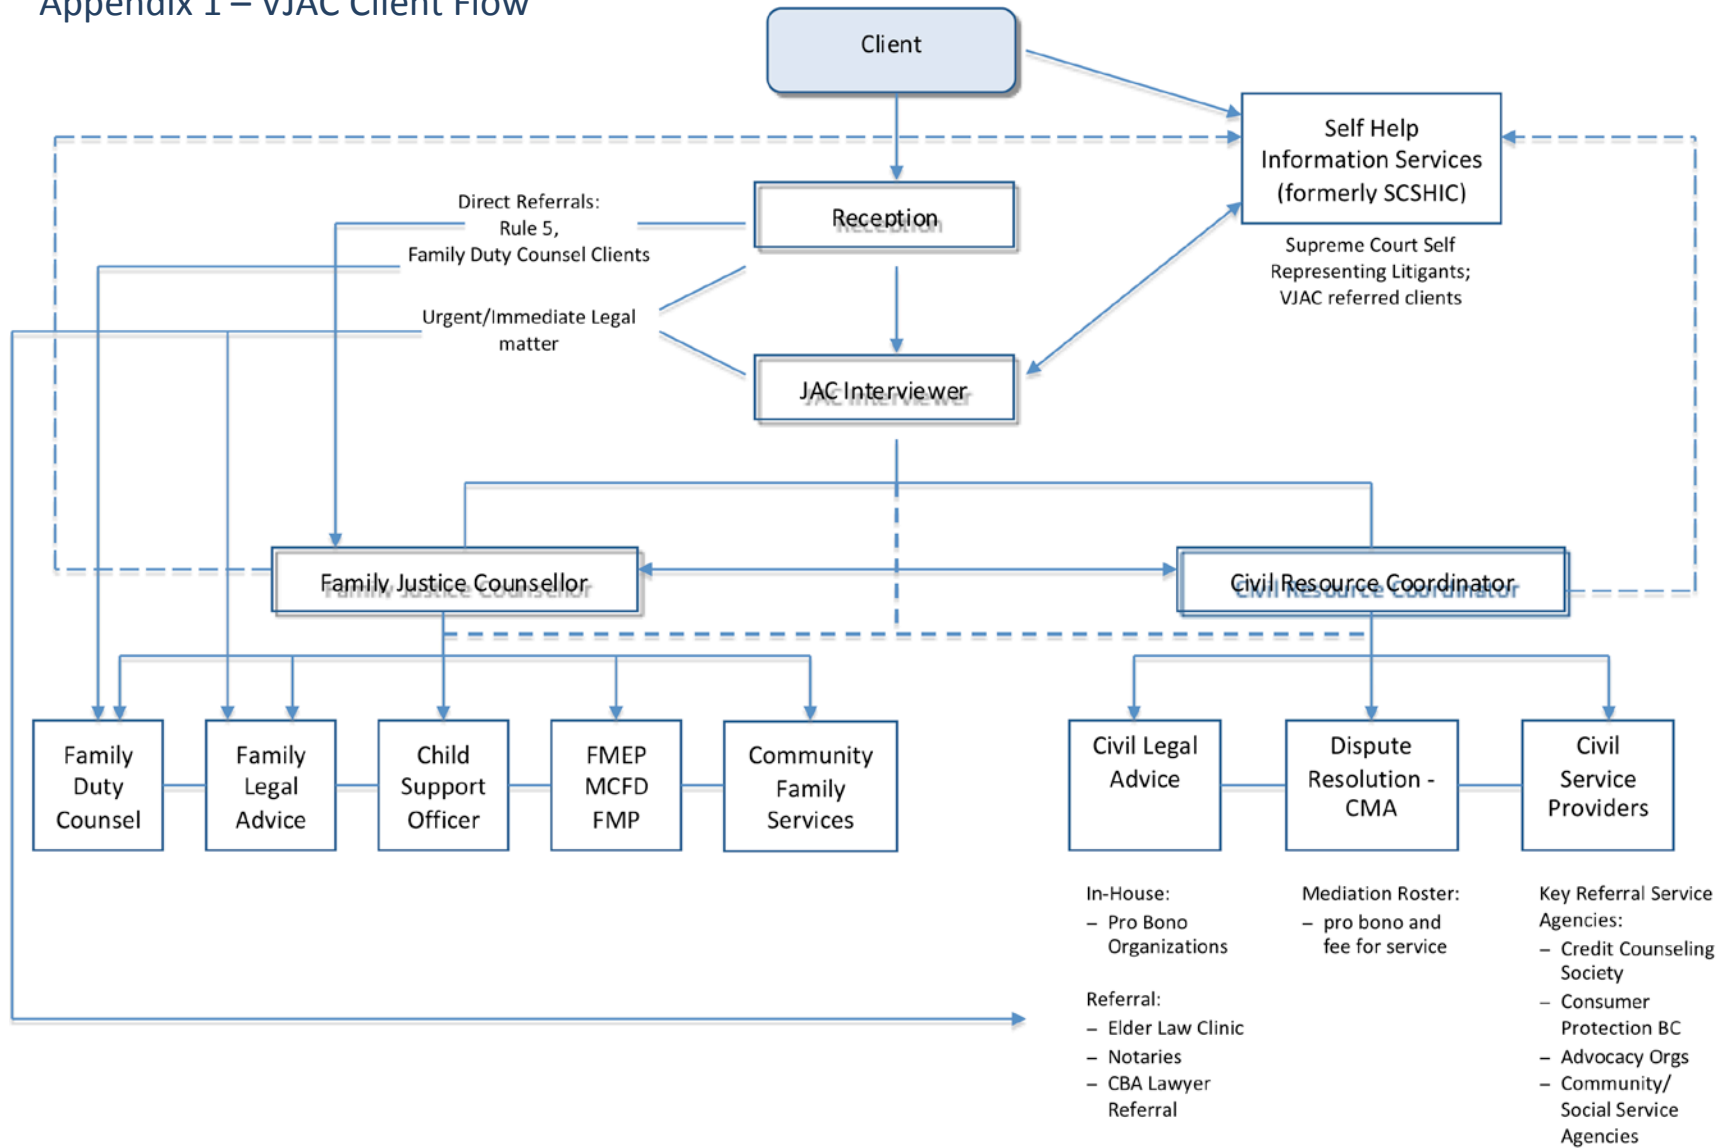 Appendix 1 – VJAC Client Flow
Client
Self Help
Information Services
(formerly SCSHIC)
Supreme Court Self
Representing Litigants;
VJAC referred clients
Direct Referrals:
Rule 5,
Family Duty Counsel Clients
Reception
Urgent/Immediate Legal
matter
JAC Interviewer
Family Justice Counsellor
Civil Resource Coordinator
Family
Duty
Counsel
Family
Legal
Advice
Child
Support
Officer
FMEP
MCFD
FMP
Community
Family
Services
Civil Legal
Advice
Dispute
Resolution -
CMA
Civil
Service
Providers
In-House:
– Pro Bono
Organizations
Referral:
– Elder Law Clinic
– Notaries
– CBA Lawyer
Referral
Mediation Roster:
– pro bono and
fee for service
Key Referral Service
Agencies:
– Credit Counseling
Society
– Consumer
Protection BC
– Advocacy Orgs
– Community/
Social Service
Agencies